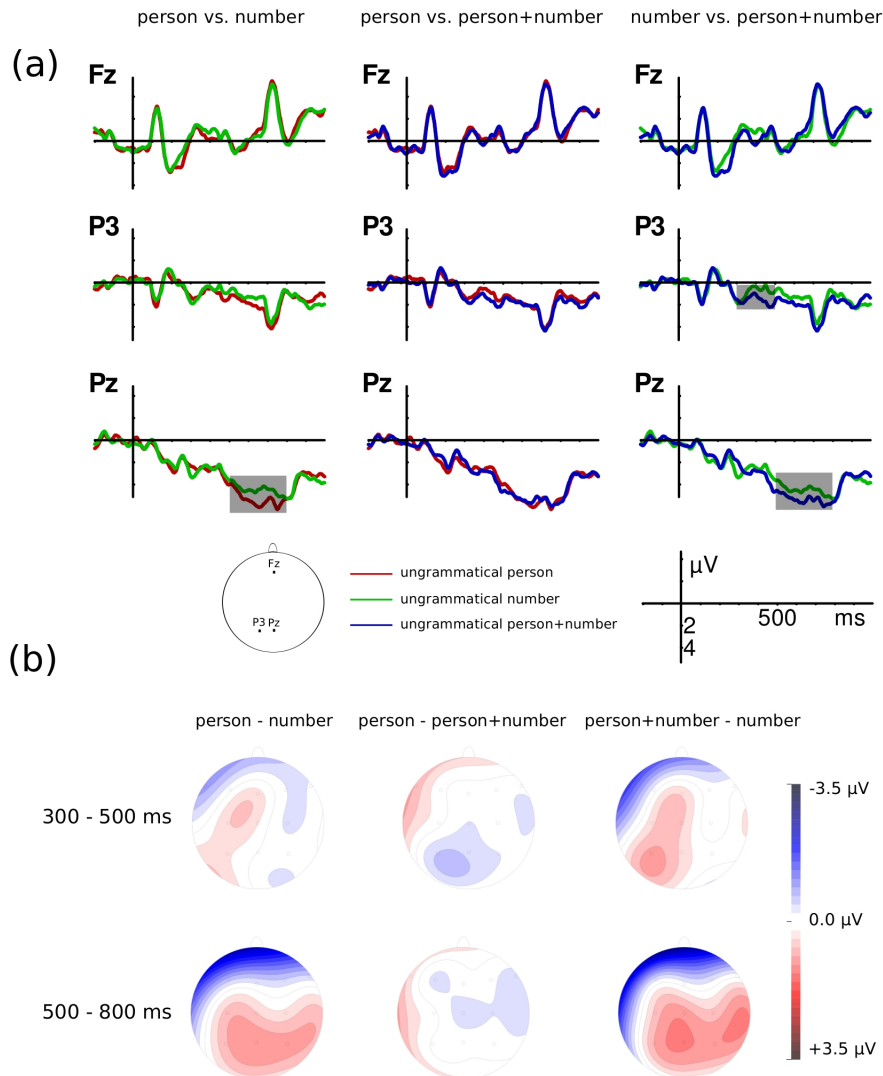 person vs. number person vs. person+number number vs. person+number
(a)
Fz Fz Fz
P3 P3 P3
Pz Pz Pz
Fz
P3 Pz
ungrammatical person
ungrammatical number
ungrammatical person+number
µV
500 ms
2
4
(b)
person - number person - person+number person+number - number
300 - 500 ms
500 - 800 ms
-3.5 µV
0.0 µV
+3.5 µV